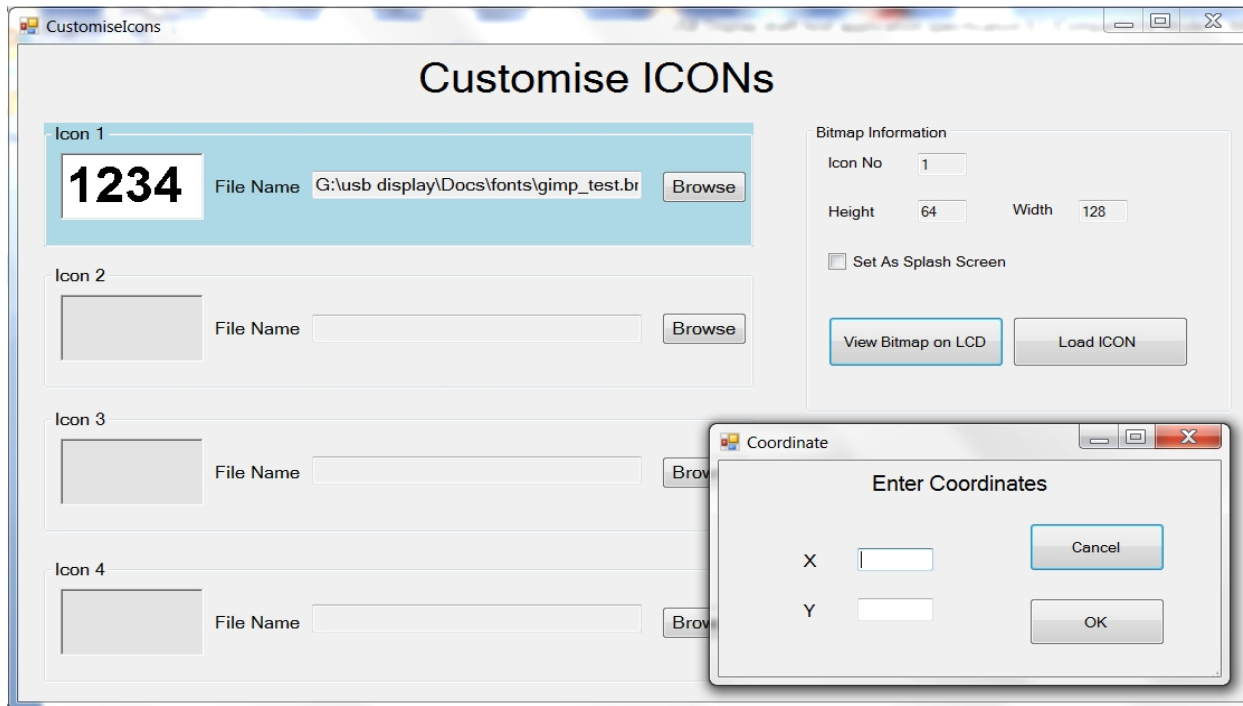 CustomiseIcons
Customise ICONs
Icon 1
1234
File Name G:\usb display\Docs\fonts\gimp_test.br Browse
Icon 2
File Name Browse
Icon 3
File Name Brow
Icon 4
File Name Brow
Bitmap Information
Icon No 1
Height 64 Width 128
Set As Splash Screen
View Bitmap on LCD Load ICON
Coordinate
Enter Coordinates
X
Cancel
Y
OK